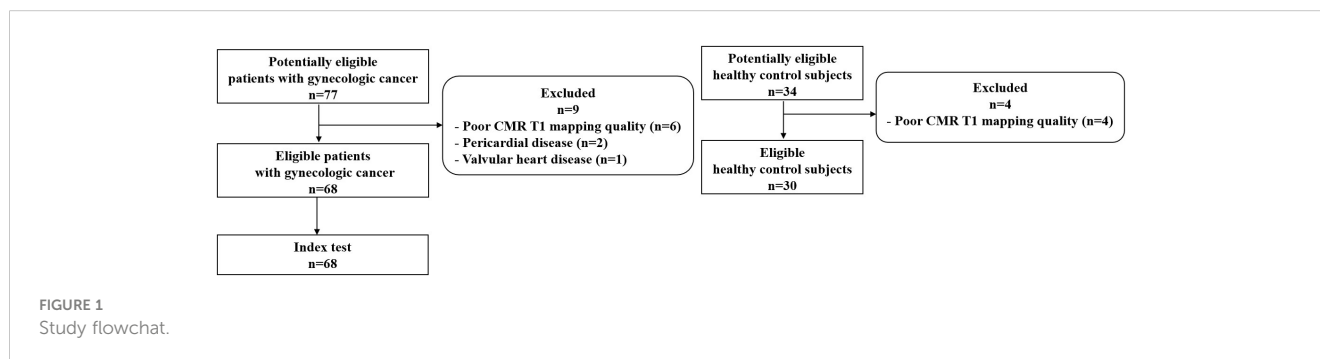 Potentially eligible
patients with gynecologic cancer
n=77
Excluded
n=9
- Poor CMR T1 mapping quality (n=6)
- Pericardial disease (n=2)
- Valvular heart disease (n=1)
Eligible patients
with gynecologic cancer
n=68
Index test
n=68
Potentially eligible
healthy control subjects
n=34
Excluded
n=4
- Poor CMR T1 mapping quality (n=4)
Eligible
healthy control subjects
n=30
FIGURE 1
Study flowchat.